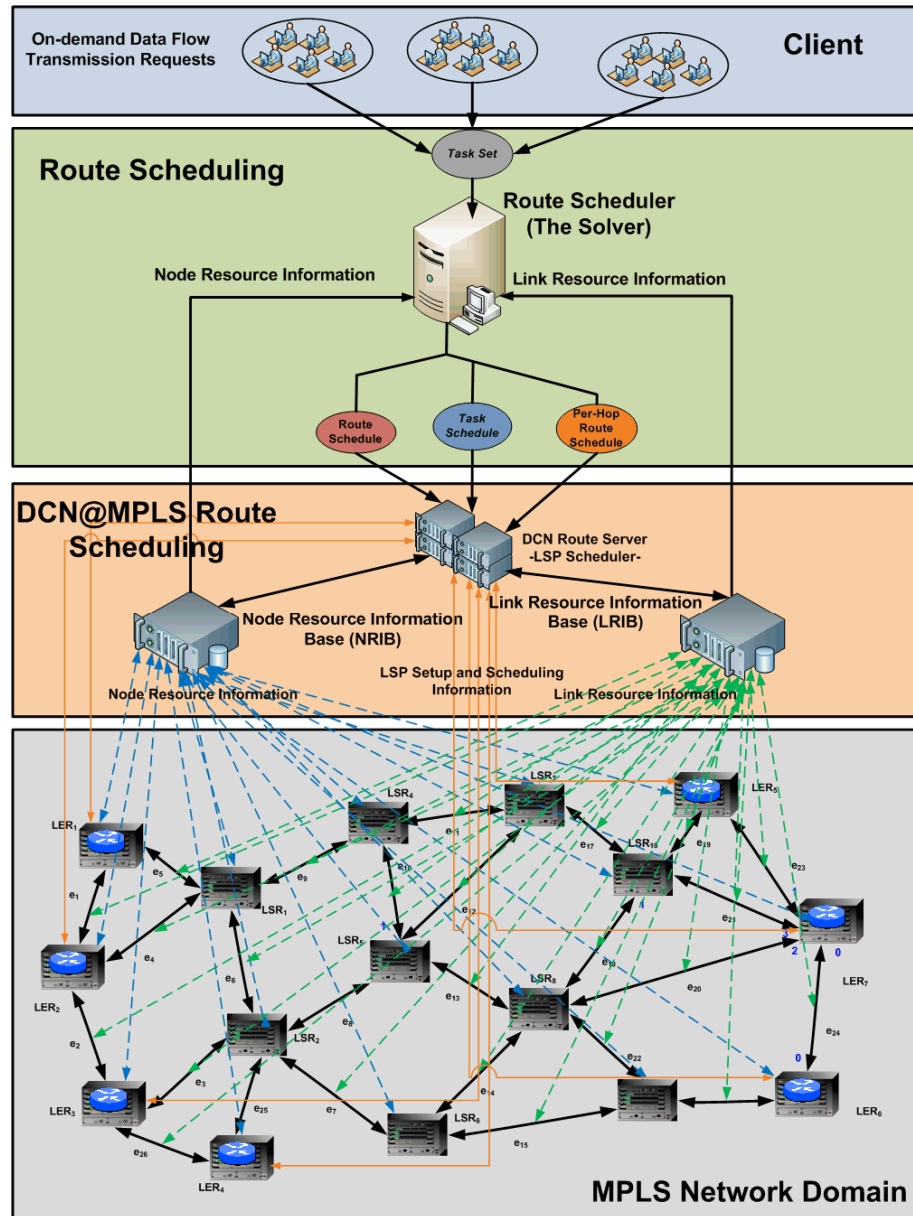 On-demand Data Flow
Transmission Requests
Client
Task Set
Route Scheduling
Route Scheduler
(The Solver)
Node Resource Information
Link Resource Information
Route
Schedule
Task
Schedule
Per-Hop
Route
Schedule
DCN@MPLS Route
Scheduling
DCN Route Server
-LSP Scheduler-
Node Resource Information
Base (NRIB)
Link Resource Information
Base (LRIB)
LSP Setup and Scheduling
Information
Node Resource Information
Link Resource Information
LSR4
LER5
LER1
e17
LSR10
e19
e5
e9
e23
e1
LSR1
1
1
e12
e21
LSR5
e4
3
2
0
e6
LSR8
LER7
LER2
e13
e20
e8
LSR2
e24
e2
e22
0
e3
e14
LER3
e25
e7
LSR6
LER6
e26
e15
LER4
MPLS Network Domain